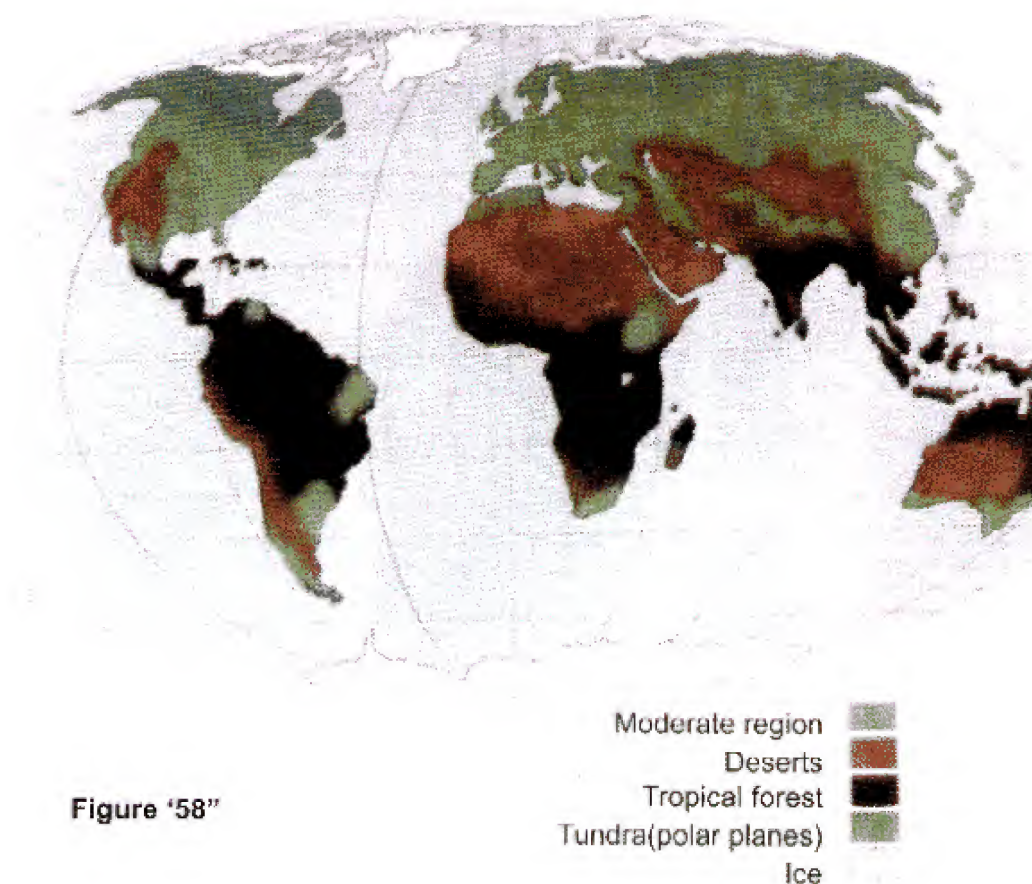 Moderate region
Deserts
Tropical forest
Tundra(polar planes)
Ice
Figure ‘58”